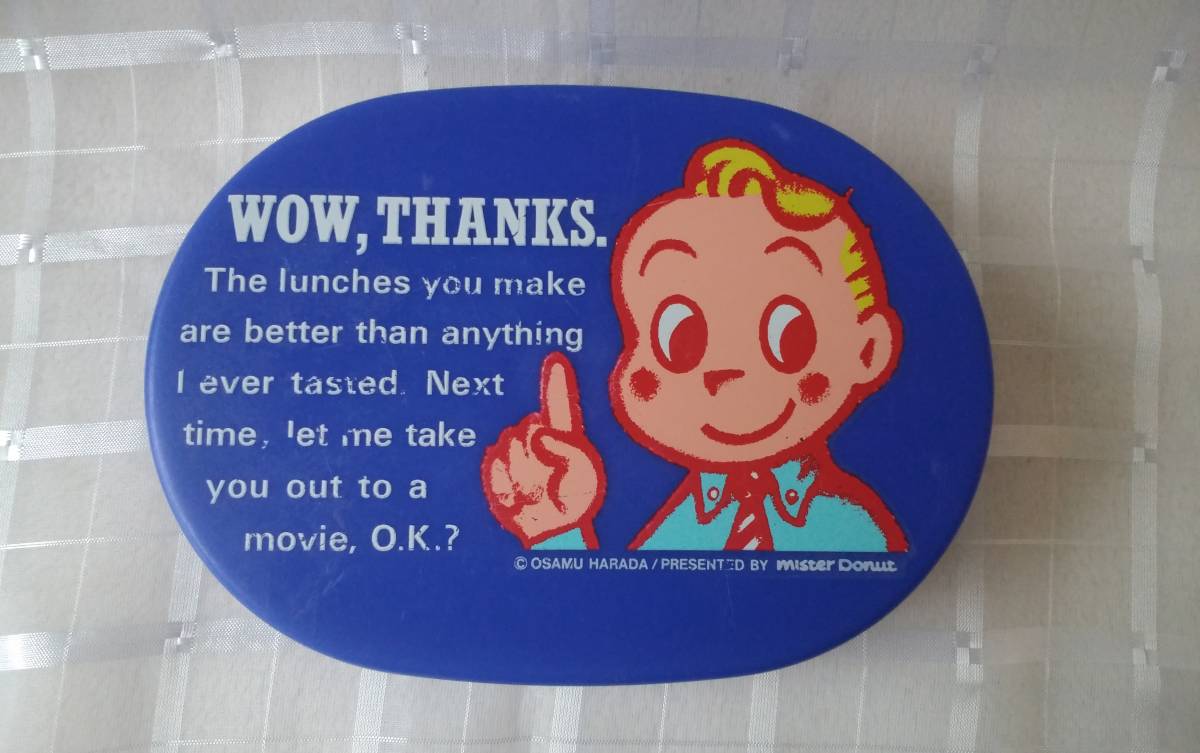 WOW, THANKS.
The lunches you make
are better than anything
I ever tasted. Next
time, let me take
you out to a
movie, O.K.?
© OSAMU HARADA / PRESENTED BY mister Donut